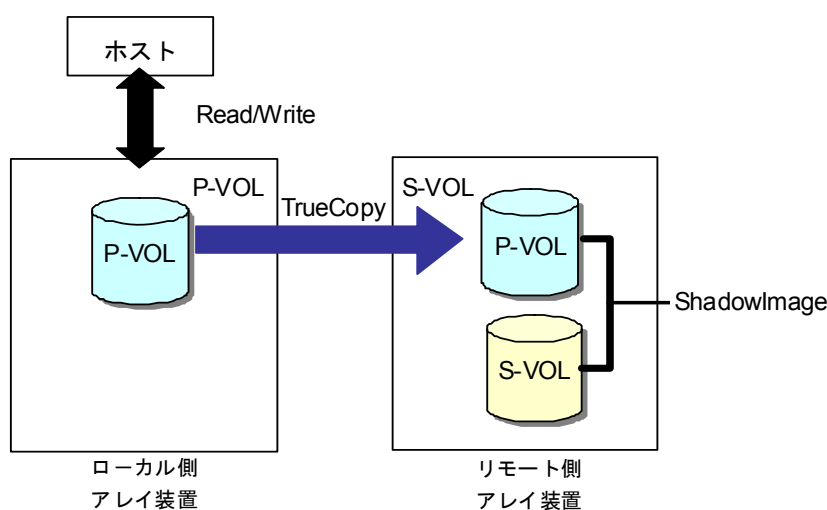 ホスト
Read/Write
P-VOL
S-VOL
TrueCopy
P-VOL
P-VOL
ShadowImage
S-VOL
ローカル側
アレイ装置
リモート側
アレイ装置